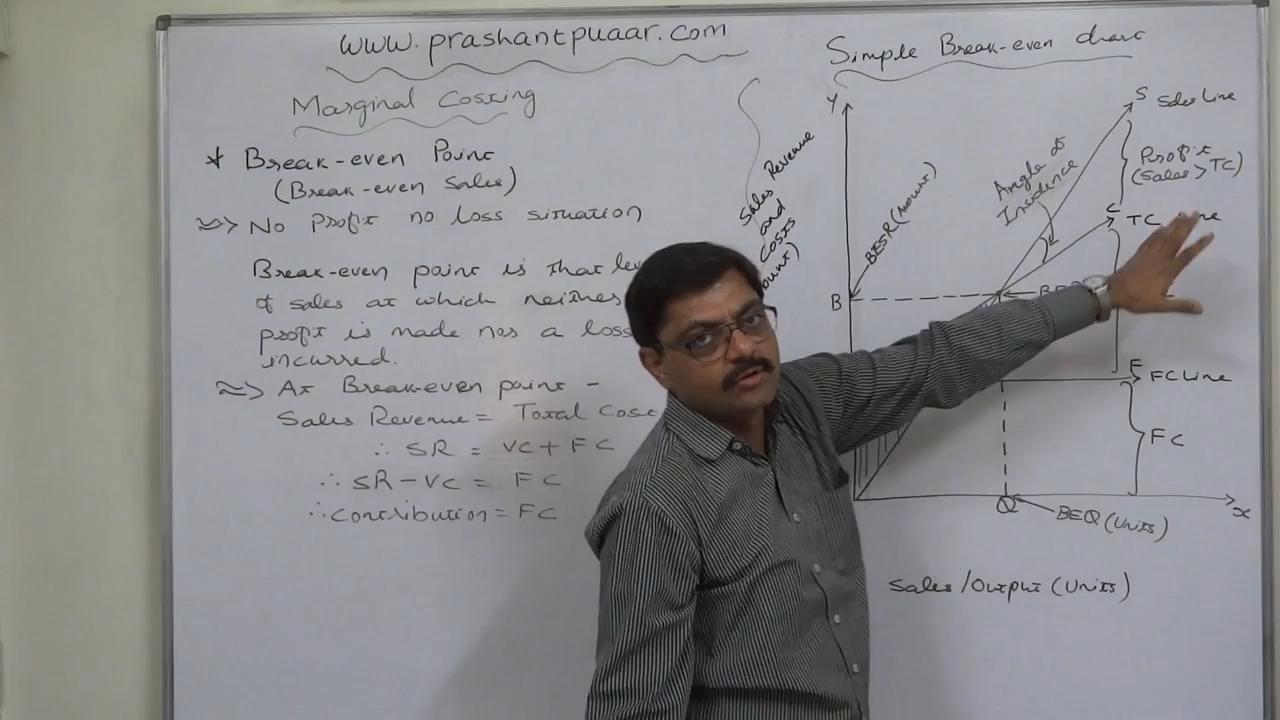 www.prashantpuaar.com
Marginal Costing
* Break-even Point
(Break-even Sales)
No profit no loss situation
Break-even point is that
of sales at which neither
profit is made nor a loss
incurred.
At Break-even point -
Sales Revenue = Total Cost
∴ SR = VC + FC
∴ SR - VC = FC
∴ Contribution = FC
Simple Break-even chart
Y
Sales Revenue
and
Costs
S Sales Line
Profit
(Sales > TC)
Angle of
Incidence
BESR (Amount)
C TC
B
F FC Line
FC
Q
X
BEQ (Units)
Sales/Output (Units)